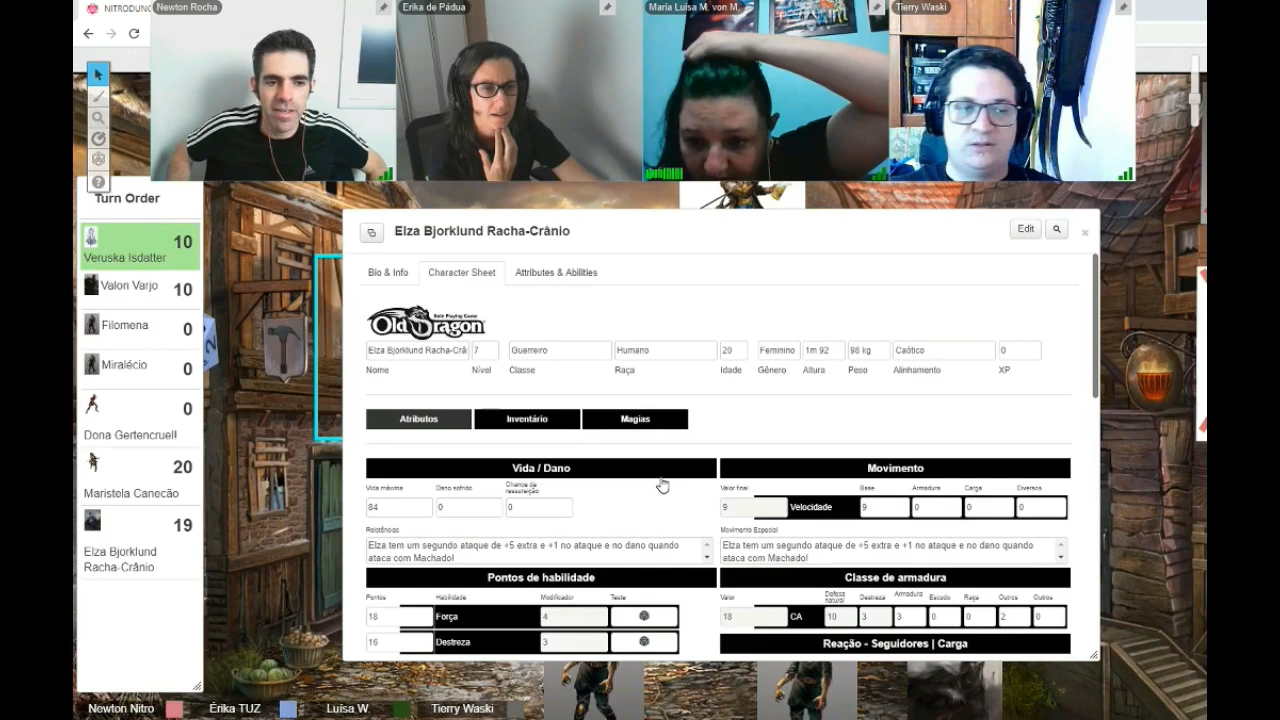 NITRODUN
Newton Rocha
Erika de Pádua
Maria Luísa M. von M.
Tierry Waski
Turn Order
10
Veruska Isdatter
Valon Varjo 10
Filomena 0
Miralécio 0
0
Dona Gertencruel!
20
Maristela Canecão
19
Elza Bjorklund
Racha-Crânio
Elza Bjorklund Racha-Crânio
Edit
Bio & Info Character Sheet Attributes & Abilities
Role Playing Game
Old Dragon
Elza Bjorklund Racha-Crâ 7 Guerreiro Humano 20 Feminino 1m 92 98 kg Caótico 0
Nome Nível Classe Raça Idade Gênero Altura Peso Alinhamento XP
Atributos Inventário Magias
Vida / Dano
Vida máxima Dano sofrido Chance de ressureição
84 0 0
Resistências
Elza tem um segundo ataque de +5 extra e +1 no ataque e no dano quando
ataca com Machado!
Pontos de habilidade
Pontos Habilidade Modificador Teste
18 Força 4
16 Destreza 3
Movimento
Valor final Base Armadura Carga Diversos
9 Velocidade 9 0 0 0
Movimento Especial
Elza tem um segundo ataque de +5 extra e +1 no ataque e no dano quando
ataca com Machado!
Classe de armadura
Valor Defesa natural Destreza Armadura Escudo Raça Outros Outros
18 CA 10 3 3 0 0 2 0
Reação - Seguidores | Carga
Newton Nitro Érika TUZ Luísa W. Tierry Waski